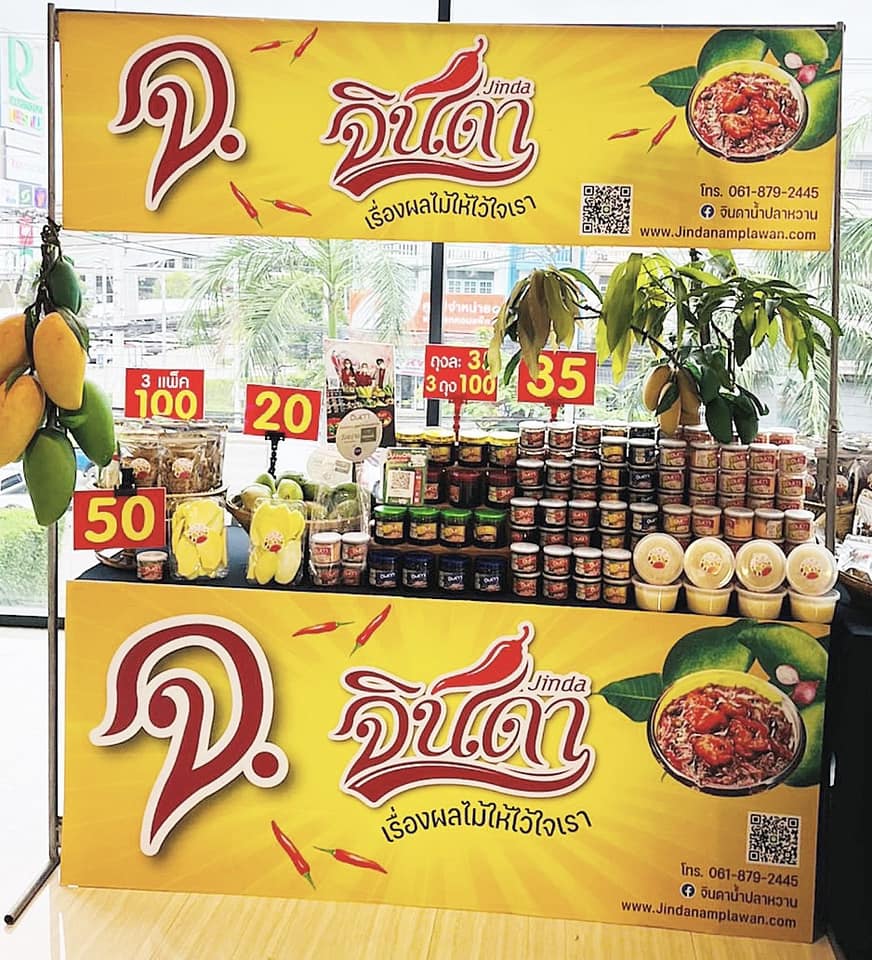 จ.
จินดา
Jinda
เรื่องผลไม้ให้ไว้ใจเรา
โทร. 061-879-2445
จินดาน้ำปลาหวาน
www.Jindanamplawan.com
3 แพ็ค
100
20
ถุงละ 35
3 ถุง 100
35
50
จ.
จินดา
Jinda
เรื่องผลไม้ให้ไว้ใจเรา
โทร. 061-879-2445
จินดาน้ำปลาหวาน
www.Jindanamplawan.com